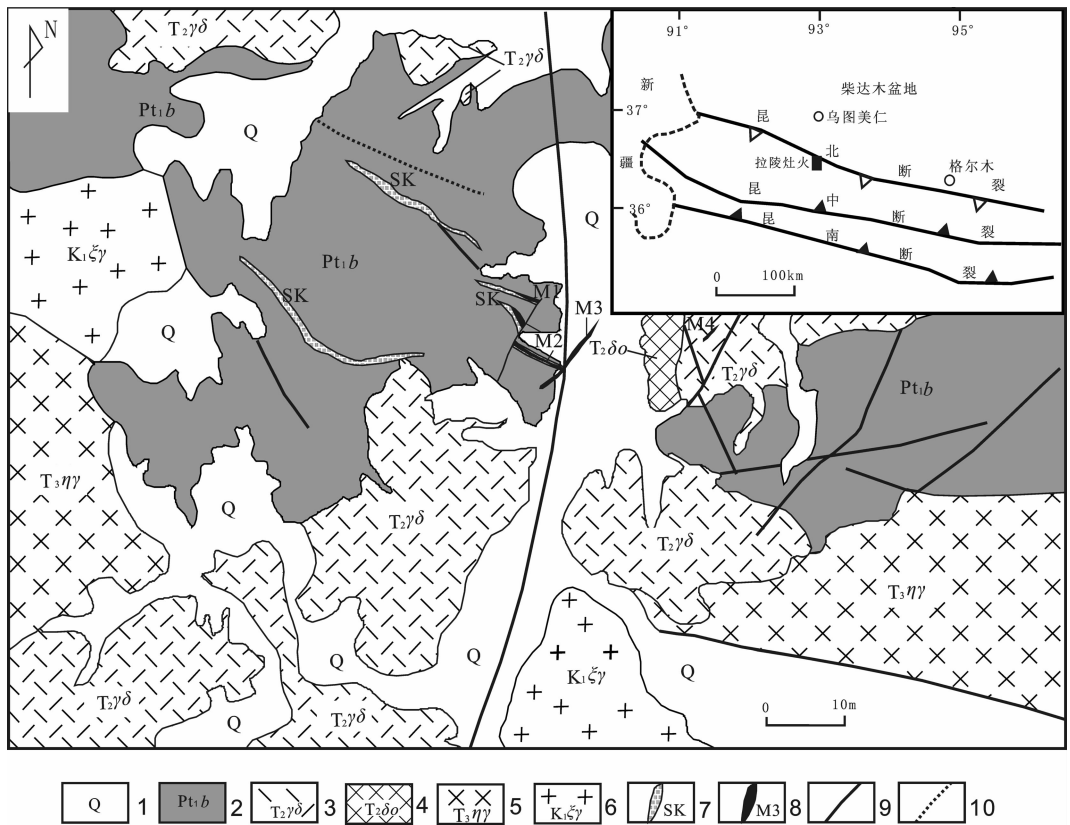 N
T₂γδ
T₂γδ
Pt₁b
Q
SK
Q
K₁ξγ
Pt₁b
SK
SK
M1
M3
Q
M2
T₂δο
M4
T₂γδ
Pt₁b
T₃ηγ
Q
T₂γδ
T₂γδ
T₃ηγ
Q
Q
K₁ξγ
Q
T₂γδ
Q
T₂γδ
0 10m
91° 93° 95°
37°
36°
新
疆
柴达木盆地
乌图美仁
拉陵灶火
格尔木
昆 北 断 裂
昆 中 断 裂
昆 南 断 裂
0 100km
Q 1
Pt₁b 2
T₂γδ 3
T₂δο 4
T₃ηγ 5
K₁ξγ 6
SK 7
M3 8
9
10